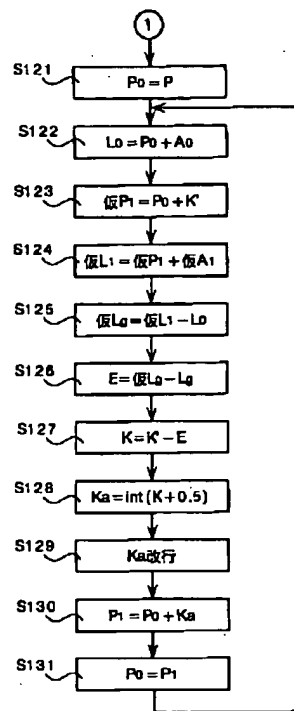 1
S121
P0 = P
S122
L0 = P0 + A0
S123
仮P1 = P0 + K'
S124
仮L1 = 仮P1 + 仮A1
S125
仮Lg = 仮L1 − L0
S126
E = 仮Lg − Lg
S127
K = K' − E
S128
Ka = int (K + 0.5)
S129
Ka改行
S130
P1 = P0 + Ka
S131
P0 = P1